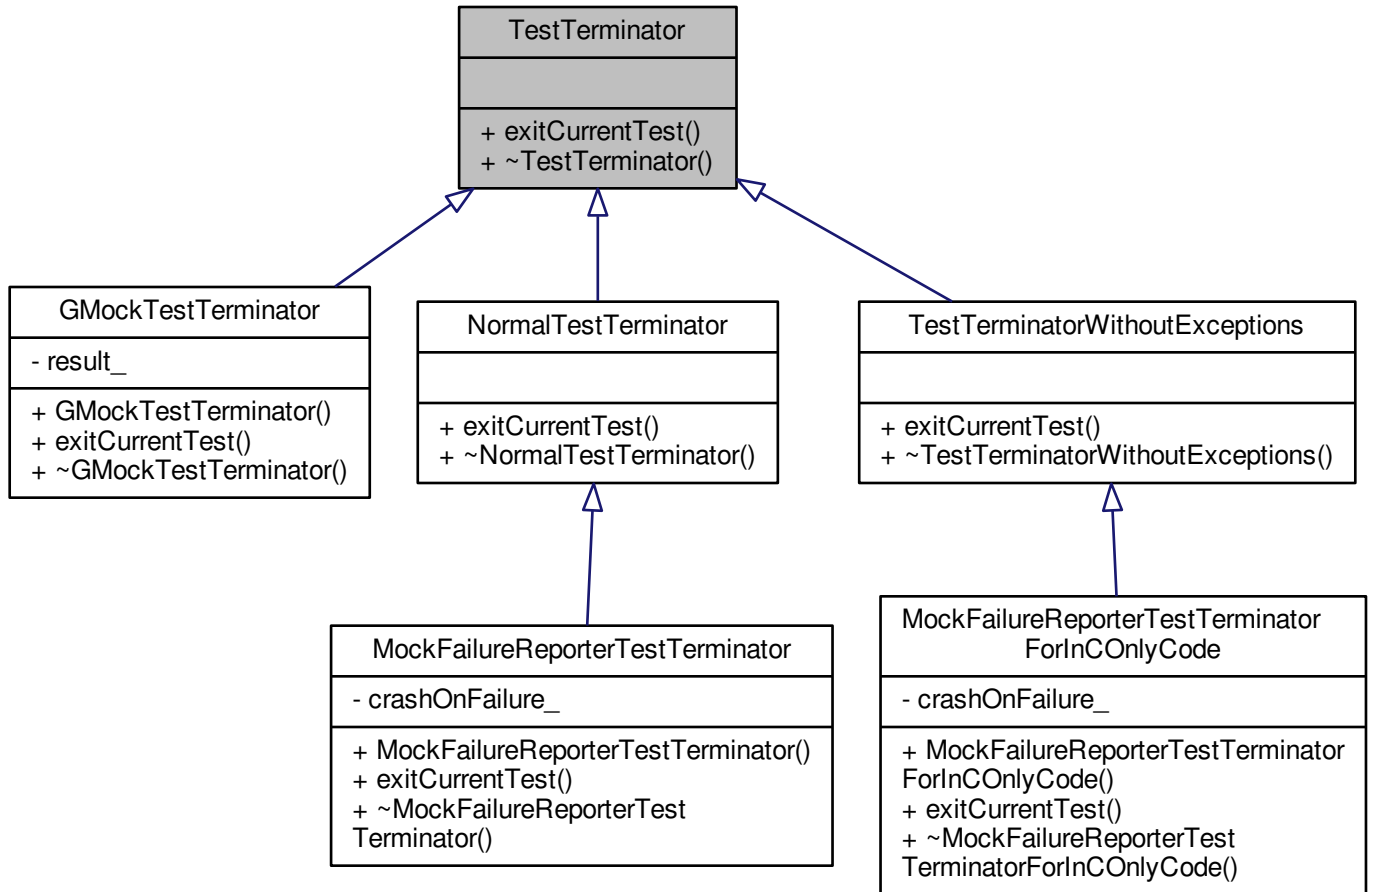 TestTerminator
+ exitCurrentTest()
+ ~TestTerminator()
GMockTestTerminator
- result_
+ GMockTestTerminator()
+ exitCurrentTest()
+ ~GMockTestTerminator()
NormalTestTerminator
+ exitCurrentTest()
+ ~NormalTestTerminator()
TestTerminatorWithoutExceptions
+ exitCurrentTest()
+ ~TestTerminatorWithoutExceptions()
MockFailureReporterTestTerminator
- crashOnFailure_
+ MockFailureReporterTestTerminator()
+ exitCurrentTest()
+ ~MockFailureReporterTest
Terminator()
MockFailureReporterTestTerminator
ForInCOnlyCode
- crashOnFailure_
+ MockFailureReporterTestTerminator
ForInCOnlyCode()
+ exitCurrentTest()
+ ~MockFailureReporterTest
TerminatorForInCOnlyCode()